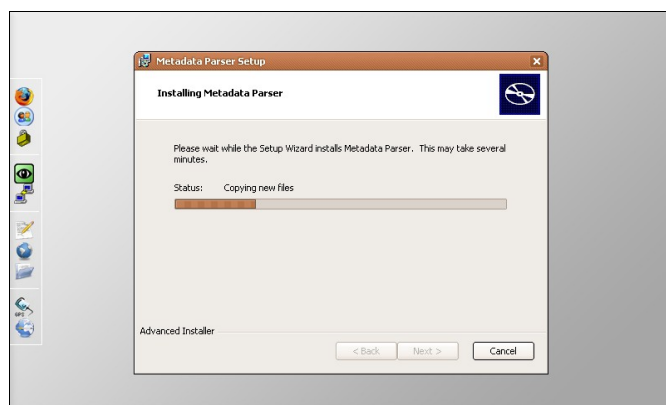 Metadata Parser Setup
Installing Metadata Parser
Please wait while the Setup Wizard installs Metadata Parser. This may take several
minutes.
Status: Copying new files
Advanced Installer
< Back Next > Cancel